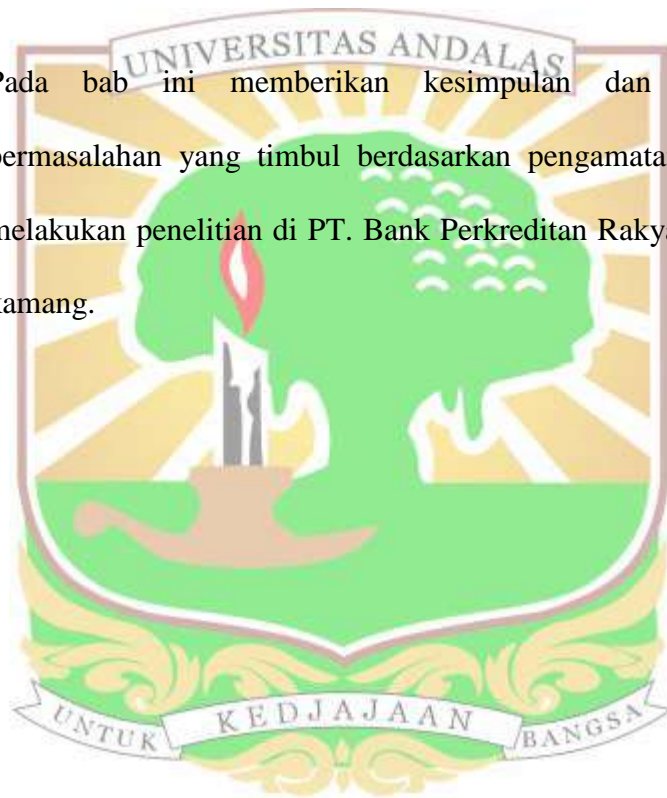 UNIVERSITAS ANDALAS
Pada bab ini memberikan kesimpulan dan
permasalahan yang timbul berdasarkan pengamata
melakukan penelitian di PT. Bank Perkreditan Rakya
kamang.
UNTUK KEDJAJAAN BANGSA